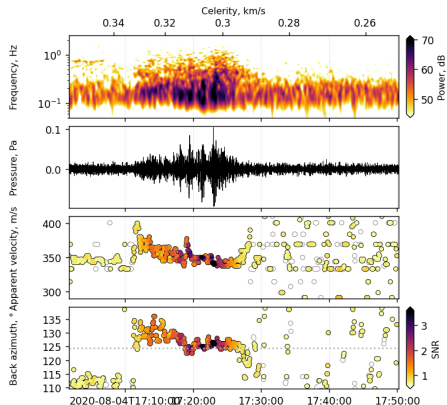 Celerity, km/s
0.34 0.32 0.3 0.28 0.26
Frequency, Hz
10⁰
10⁻¹
70
60
50
Power, dB
Pressure, Pa
0.1
0.0
Apparent velocity, m/s
400
350
300
Back azimuth, °
135
130
125
120
115
110
3
2
1
SNR
2020-08-04T17:10:00 17:20:00 17:30:00 17:40:00 17:50:00